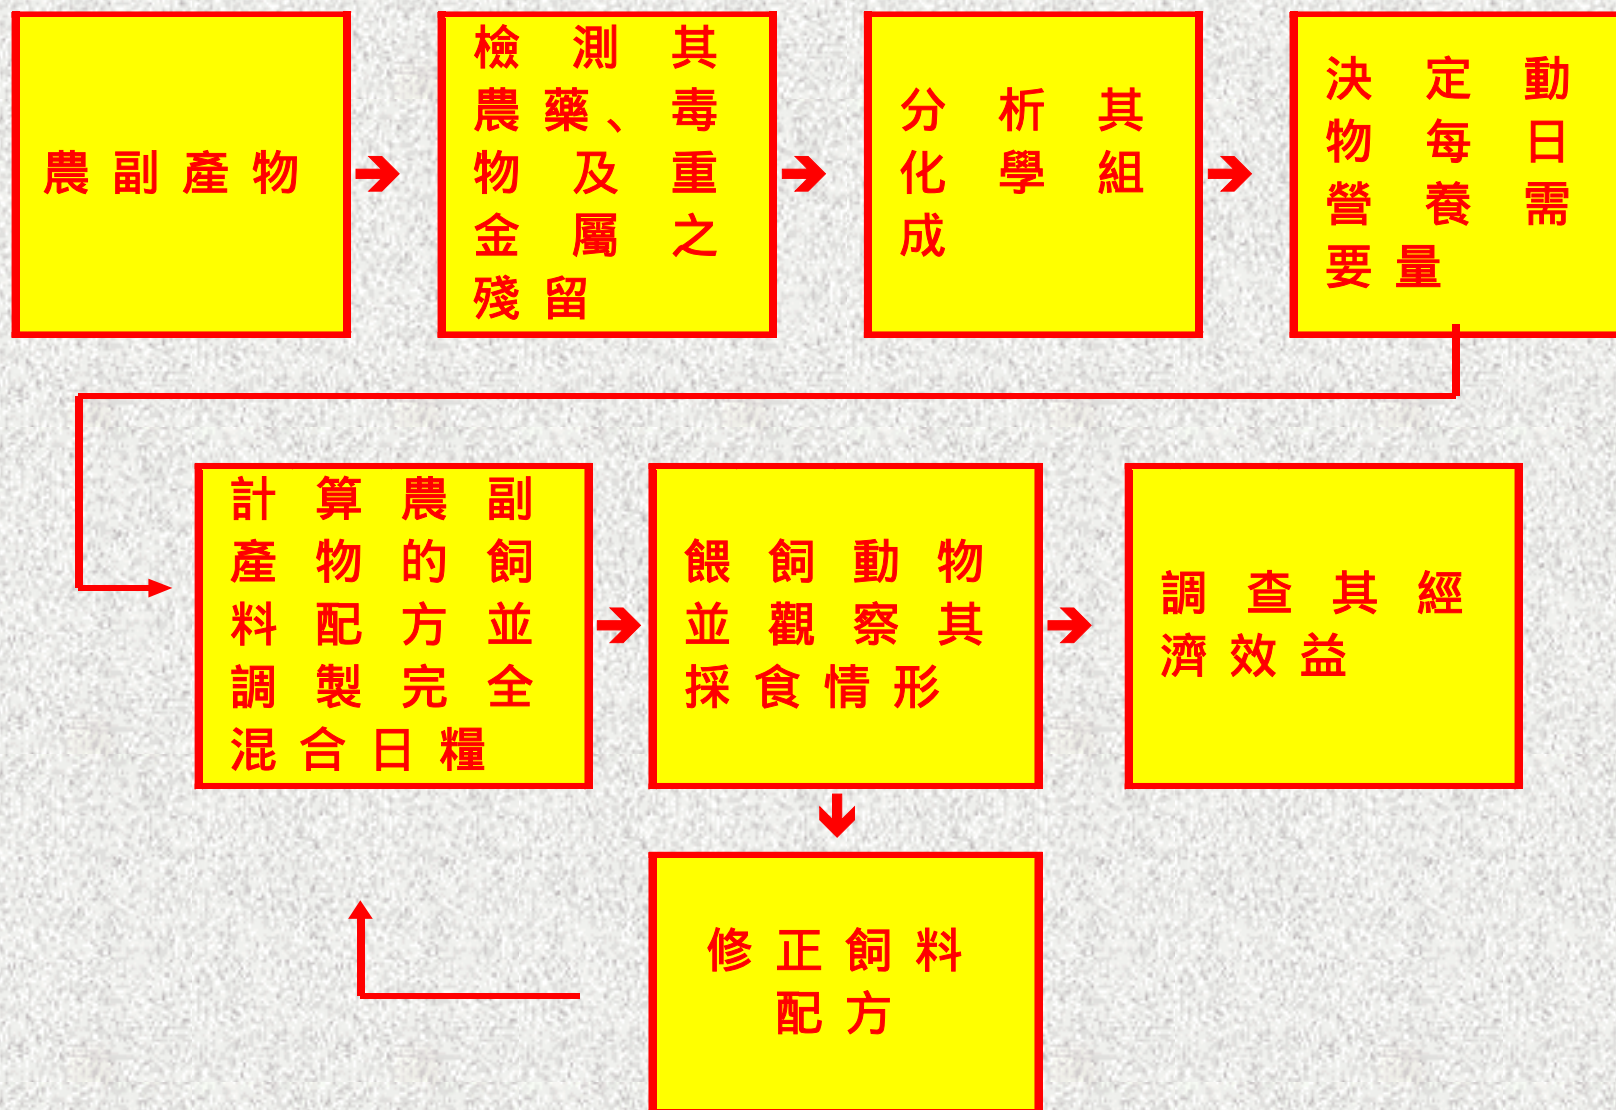 農副產物
檢測其
農藥、毒
物及重
金屬之
殘留
分析其
化學組
成
決定動
物每日
營養需
要量
計算農副
產物的飼
料配方並
調製完全
混合日糧
餵飼動物
並觀察其
採食情形
調查其經
濟效益
修正飼料
配方